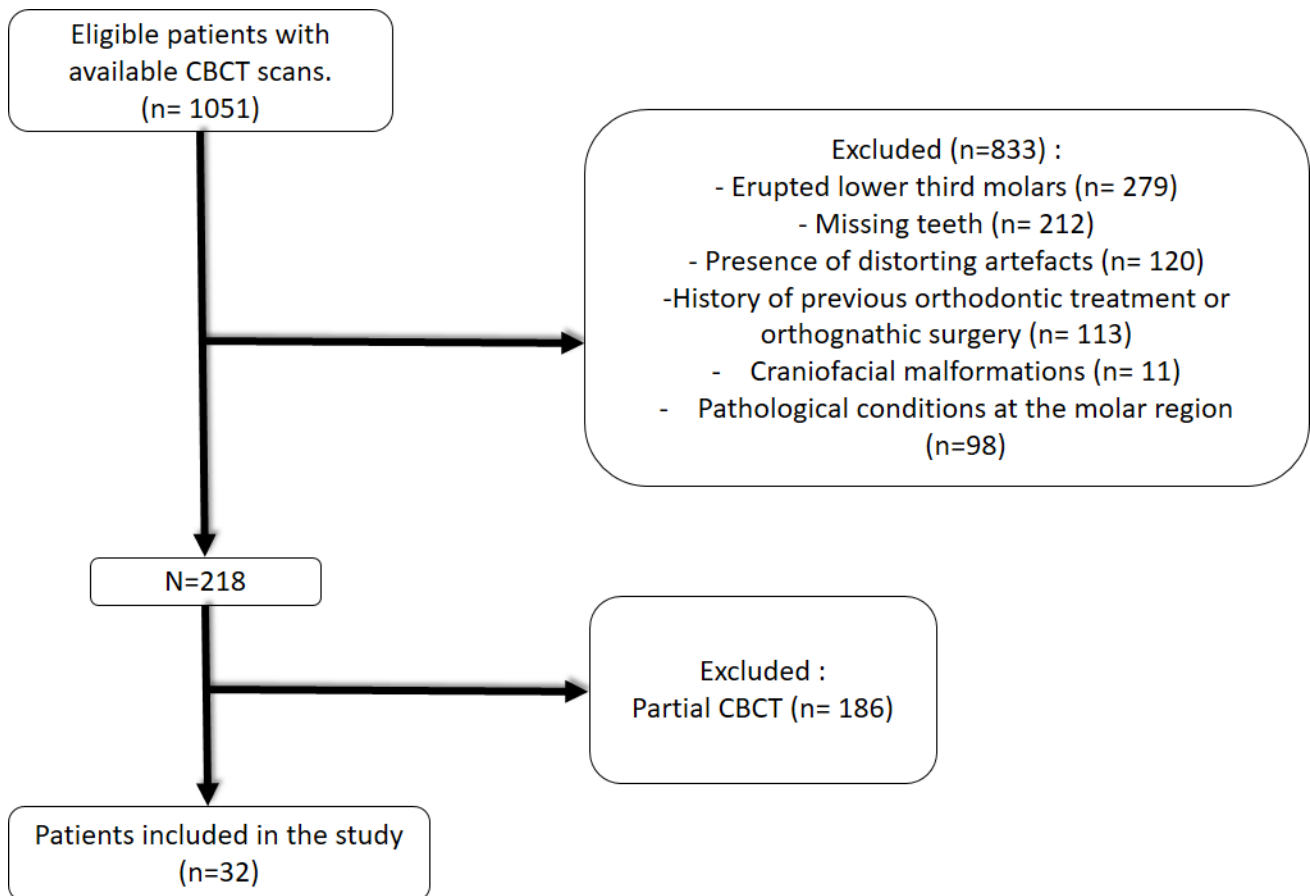 Eligible patients with
available CBCT scans.
(n= 1051)
Excluded (n=833) :
- Erupted lower third molars (n= 279)
- Missing teeth (n= 212)
- Presence of distorting artefacts (n= 120)
-History of previous orthodontic treatment or
orthognathic surgery (n= 113)
- Craniofacial malformations (n= 11)
- Pathological conditions at the molar region
(n=98)
N=218
Excluded :
Partial CBCT (n= 186)
Patients included in the study
(n=32)